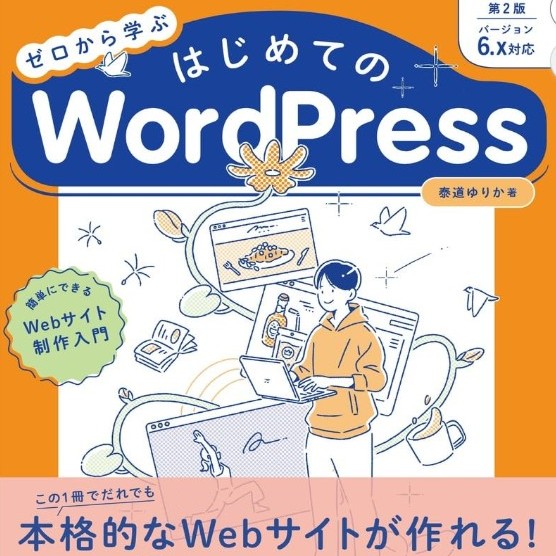 第2版
バージョン
6.x対応
ゼロから学ぶ
はじめての
WordPress
泰道ゆりか著
簡単にできる
Webサイト
制作入門
この1冊でだれでも
本格的なWebサイトが作れる!